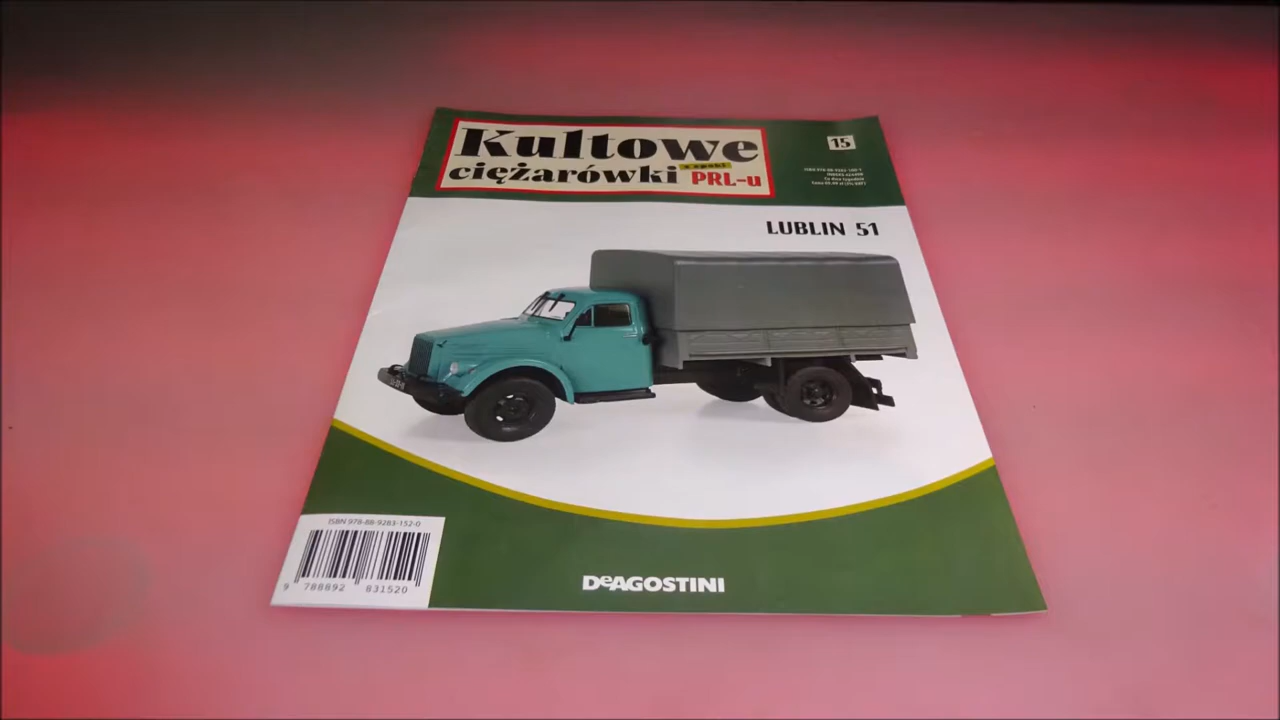 Kultowe
z epoki
ciężarówki PRL-u
15
LUBLIN 51
ISBN 978-88-9283-152-0
9 788892 831520
DeAGOSTINI